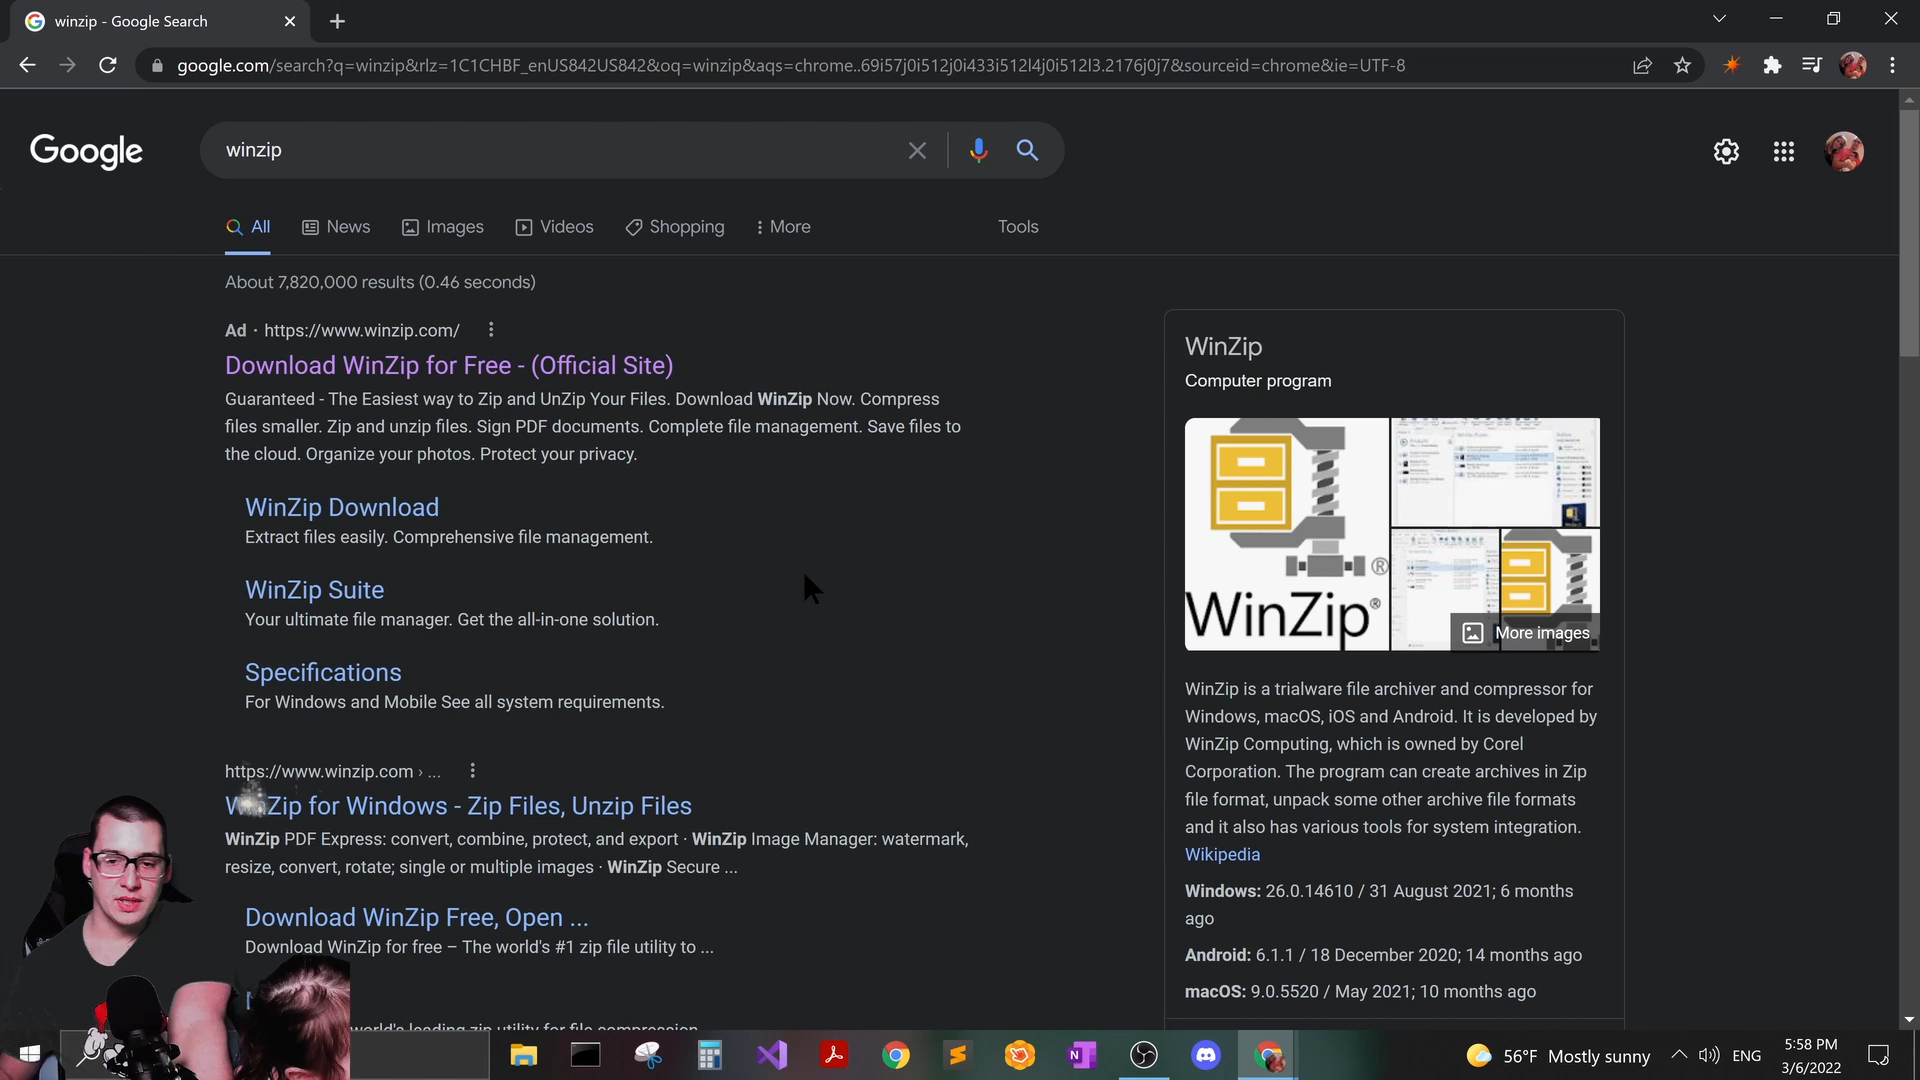 winzip - Google Search
google.com/search?q=winzip&rlz=1C1CHBF_enUS842US842&oq=winzip&aqs=chrome..69i57j0i512j0i433i512l4j0i512l3.2176j0j7&sourceid=chrome&ie=UTF-8
Google
winzip
All
News
Images
Videos
Shopping
More
Tools
About 7,820,000 results (0.46 seconds)
Ad · https://www.winzip.com/
Download WinZip for Free - (Official Site)
Guaranteed - The Easiest way to Zip and UnZip Your Files. Download WinZip Now. Compress
files smaller. Zip and unzip files. Sign PDF documents. Complete file management. Save files to
the cloud. Organize your photos. Protect your privacy.
WinZip Download
Extract files easily. Comprehensive file management.
WinZip Suite
Your ultimate file manager. Get the all-in-one solution.
Specifications
For Windows and Mobile See all system requirements.
https://www.winzip.com › ...
WinZip for Windows - Zip Files, Unzip Files
WinZip PDF Express: convert, combine, protect, and export · WinZip Image Manager: watermark,
resize, convert, rotate; single or multiple images · WinZip Secure ...
Download WinZip Free, Open ...
Download WinZip for free – The world's #1 zip file utility to ...
world's leading zip utility for file compression
WinZip
Computer program
WinZip®
More images
WinZip is a trialware file archiver and compressor for
Windows, macOS, iOS and Android. It is developed by
WinZip Computing, which is owned by Corel
Corporation. The program can create archives in Zip
file format, unpack some other archive file formats
and it also has various tools for system integration.
Wikipedia
Windows: 26.0.14610 / 31 August 2021; 6 months
ago
Android: 6.1.1 / 18 December 2020; 14 months ago
macOS: 9.0.5520 / May 2021; 10 months ago
56°F Mostly sunny
ENG
5:58 PM
3/6/2022